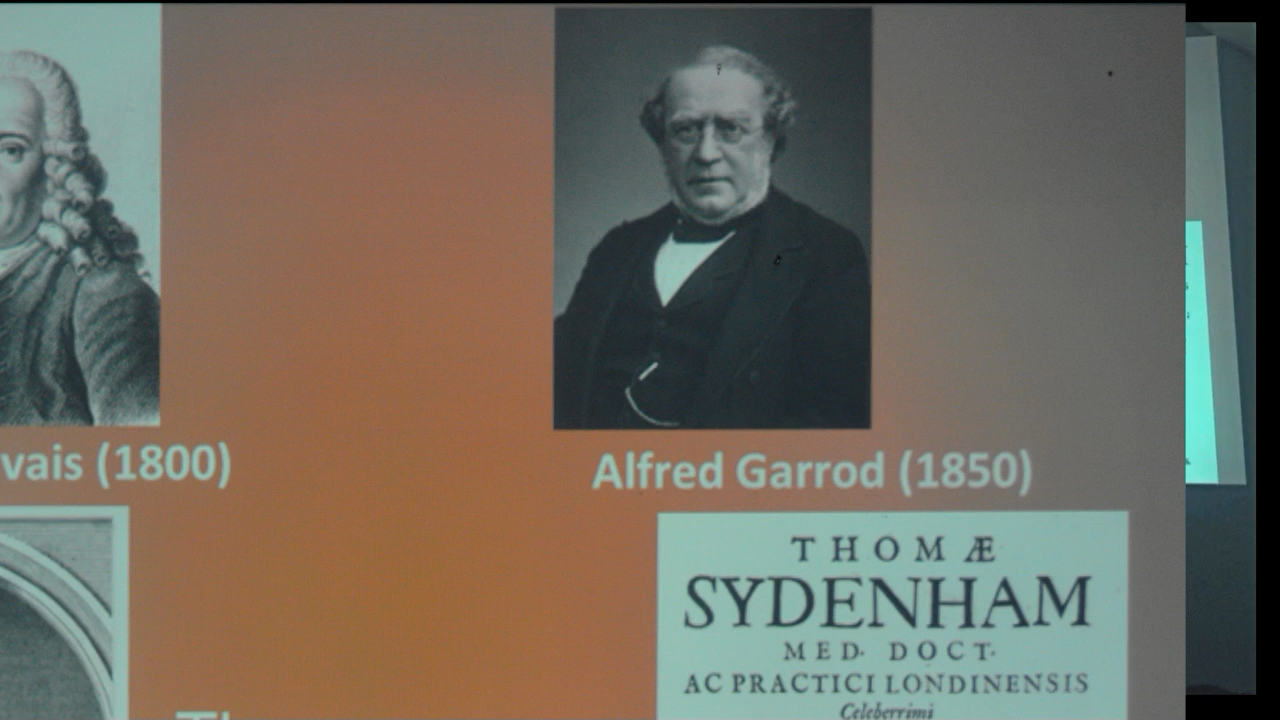 vais (1800)
Alfred Garrod (1850)
THOMÆ
SYDENHAM
MED. DOCT.
AC PRACTICI LONDINENSIS
Celeberrimi